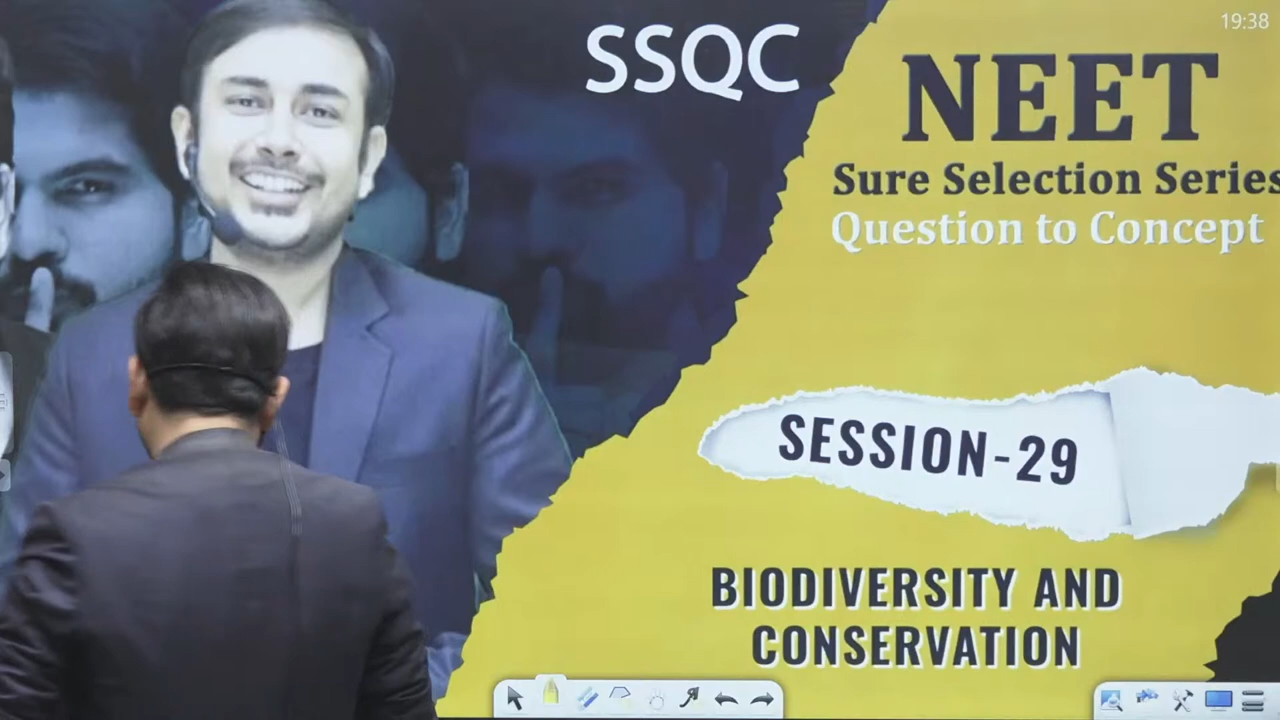 19:38
SSQC
NEET
Sure Selection Series
Question to Concept
SESSION-29
BIODIVERSITY AND
CONSERVATION